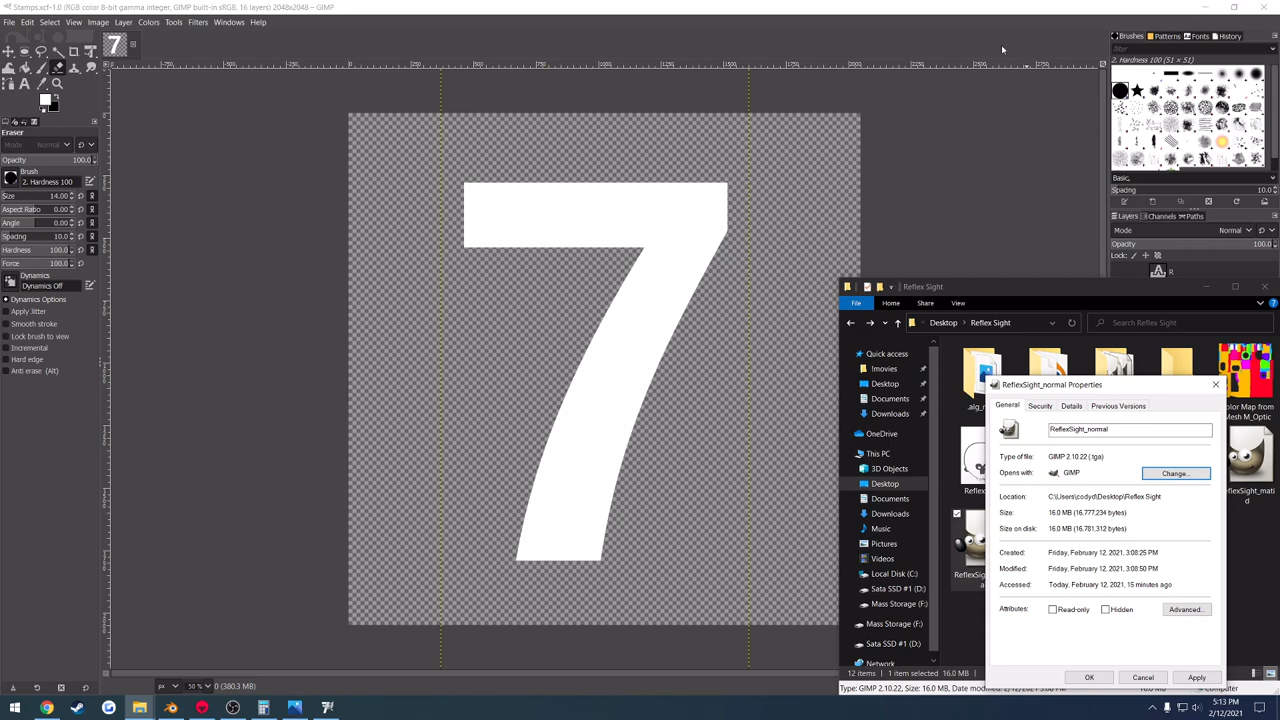 Stamps.xcf-1.0 (RGB color 8-bit gamma integer, GIMP built-in sRGB, 16 layers) 2048x2048 – GIMP
File Edit Select View Image Layer Colors Tools Filters Windows Help
Brushes Patterns Fonts History
filter
2. Hardness 100 (51 × 51)
7
Eraser
Mode Normal
Opacity 100.0
Brush
2. Hardness 100
Size 14.00
Aspect Ratio 0.00
Angle 0.00
Spacing 10.0
Hardness 100.0
Force 100.0
Dynamics
Dynamics Off
Dynamics Options
Apply Jitter
Smooth stroke
Lock brush to view
Incremental
Hard edge
Anti erase (Alt)
Basic,
Spacing 10.0
Layers Channels Paths
Mode Normal
Opacity 100.0
Lock:
R
Reflex Sight
File Home Share View
Desktop Reflex Sight
Search Reflex Sight
Quick access
!movies
Desktop
Documents
Downloads
OneDrive
This PC
3D Objects
Desktop
Documents
Downloads
Music
Pictures
Videos
Local Disk (C:)
Sata SSD #1 (D:)
Mass Storage (F:)
Mass Storage (F:)
Sata SSD #1 (D:)
Network
ReflexSight_normal Properties
General Security Details Previous Versions
ReflexSight_normal
Type of file: GIMP 2.10.22 (.tga)
Opens with: GIMP Change...
Location: C:\Users\codyd\Desktop\Reflex Sight
Size: 16.0 MB (16,777,234 bytes)
Size on disk: 16.0 MB (16,781,312 bytes)
Created: Friday, February 12, 2021, 3:08:25 PM
Modified: Friday, February 12, 2021, 3:08:50 PM
Accessed: Today, February 12, 2021, 15 minutes ago
Attributes: Read-only Hidden Advanced...
OK Cancel Apply
ReflexSight_matid
12 items 1 item selected 16.0 MB
px 50 % 0 (380.3 MB)
5:13 PM
2/12/2021